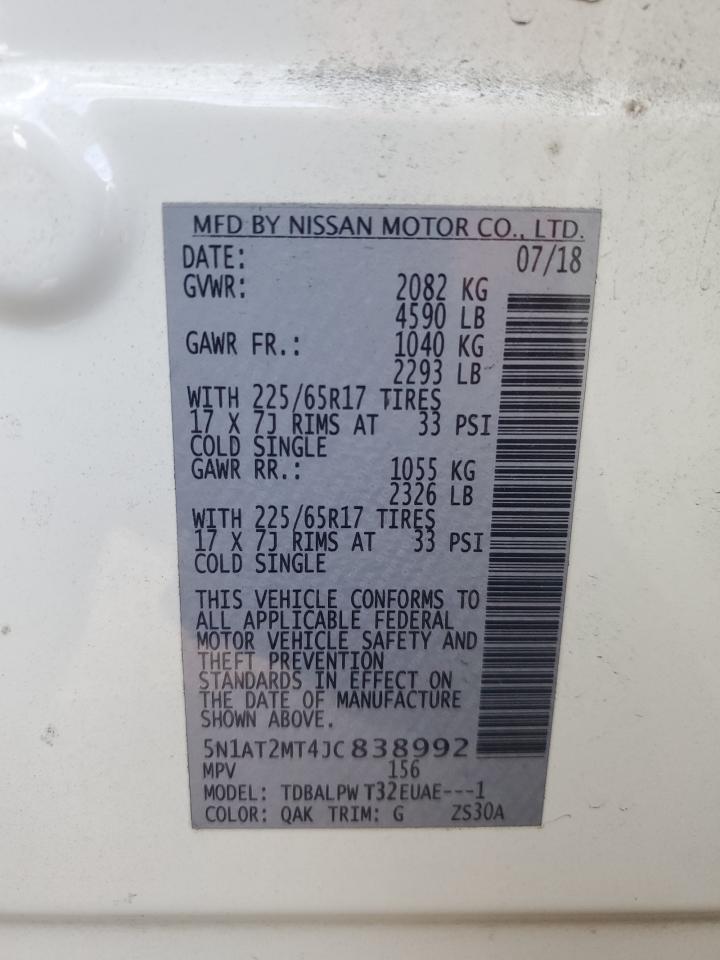 MFD BY NISSAN MOTOR CO., LTD.
DATE: 07/18
GVWR: 2082 KG
4590 LB
GAWR FR.: 1040 KG
2293 LB
WITH 225/65R17 TIRES
17 X 7J RIMS AT 33 PSI
COLD SINGLE
GAWR RR.: 1055 KG
2326 LB
WITH 225/65R17 TIRES
17 X 7J RIMS AT 33 PSI
COLD SINGLE
THIS VEHICLE CONFORMS TO
ALL APPLICABLE FEDERAL
MOTOR VEHICLE SAFETY AND
THEFT PREVENTION
STANDARDS IN EFFECT ON
THE DATE OF MANUFACTURE
SHOWN ABOVE.
5N1AT2MT4JC838992
MPV 156
MODEL: TDBALPW T32EUAE---1
COLOR: QAK TRIM: G ZS30A